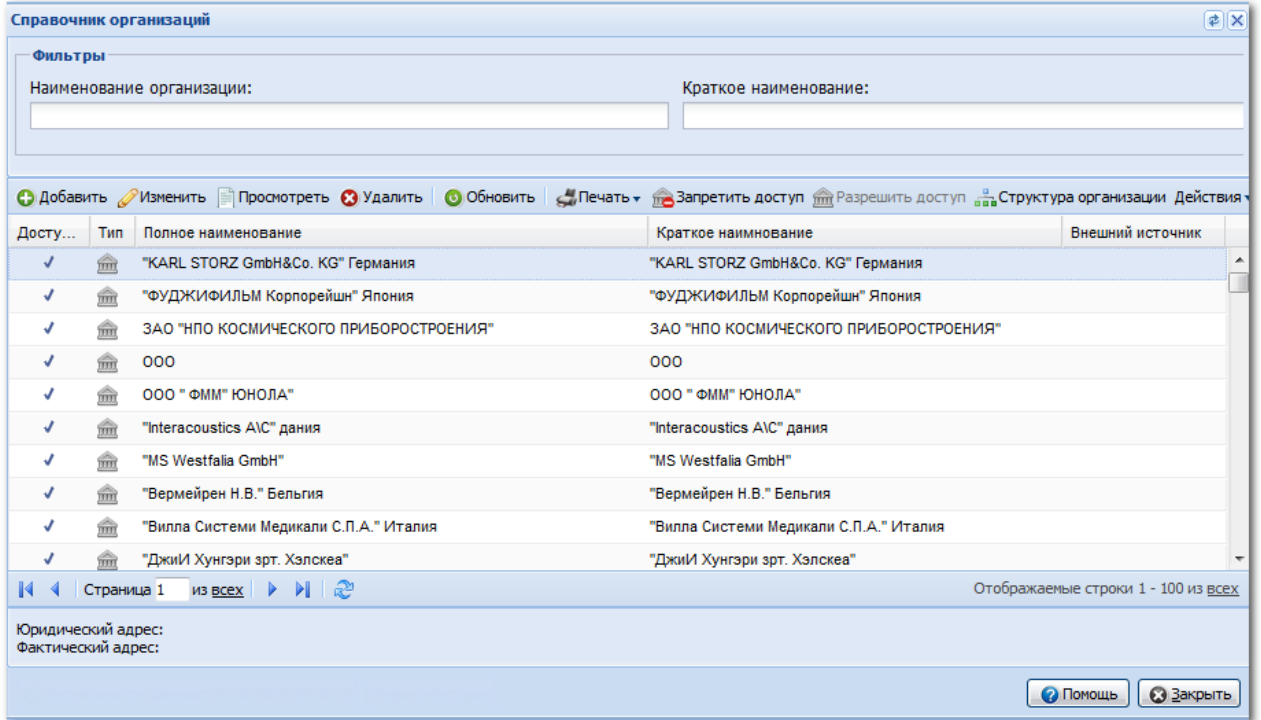 Справочник организаций
Фильтры
Наименование организации: Краткое наименование:
Добавить Изменить Просмотреть Удалить Обновить Печать Запретить доступ Разрешить доступ Структура организации Действия
Досту... Тип Полное наименование Краткое наимнование Внешний источник
"KARL STORZ GmbH&Co. KG" Германия "KARL STORZ GmbH&Co. KG" Германия
"ФУДЖИФИЛЬМ Корпорейшн" Япония "ФУДЖИФИЛЬМ Корпорейшн" Япония
ЗАО "НПО КОСМИЧЕСКОГО ПРИБОРОСТРОЕНИЯ" ЗАО "НПО КОСМИЧЕСКОГО ПРИБОРОСТРОЕНИЯ"
ООО ООО
ООО " ФММ" ЮНОЛА" ООО " ФММ" ЮНОЛА"
"Interacoustics A\C" дания "Interacoustics A\C" дания
"MS Westfalia GmbH" "MS Westfalia GmbH"
"Вермейрен Н.В." Бельгия "Вермейрен Н.В." Бельгия
"Вилла Системи Медикали С.П.А." Италия "Вилла Системи Медикали С.П.А." Италия
"ДжиИ Хунгэри зрт. Хэлскеа" "ДжиИ Хунгэри зрт. Хэлскеа"
Страница 1 из всех Отображаемые строки 1 - 100 из всех
Юридический адрес:
Фактический адрес:
Помощь Закрыть